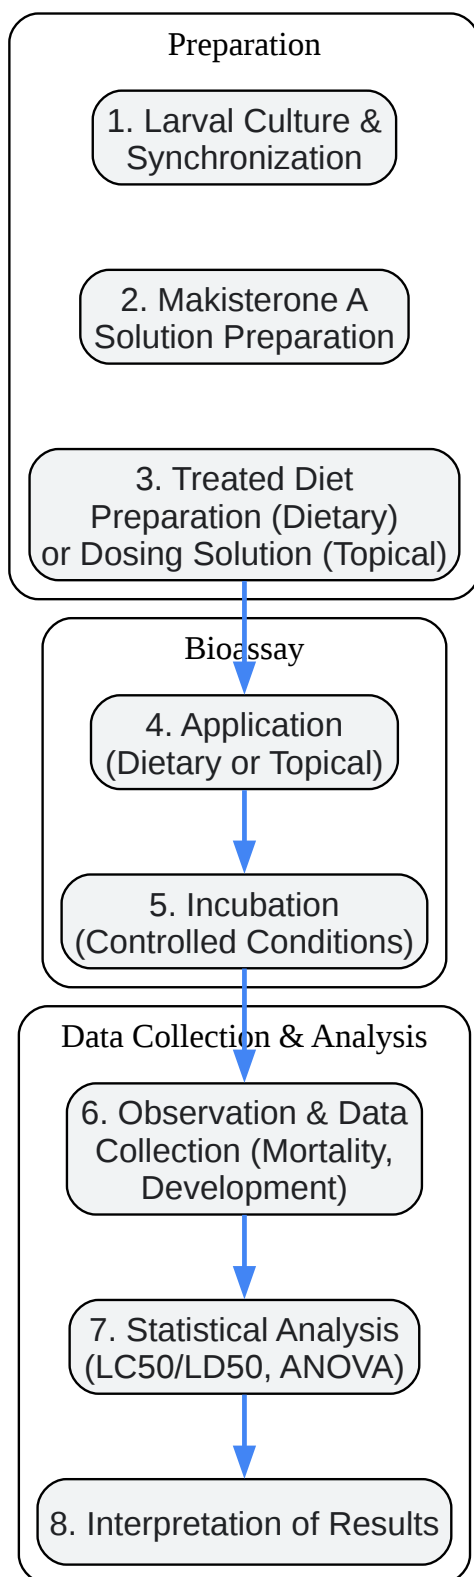 Preparation
1. Larval Culture &
Synchronization
2. Makisterone A
Solution Preparation
3. Treated Diet
Preparation (Dietary)
or Dosing Solution (Topical)
Bioassay
4. Application
(Dietary or Topical)
5. Incubation
(Controlled Conditions)
Data Collection & Analysis
6. Observation & Data
Collection (Mortality,
Development)
7. Statistical Analysis
(LC50/LD50, ANOVA)
8. Interpretation of Results